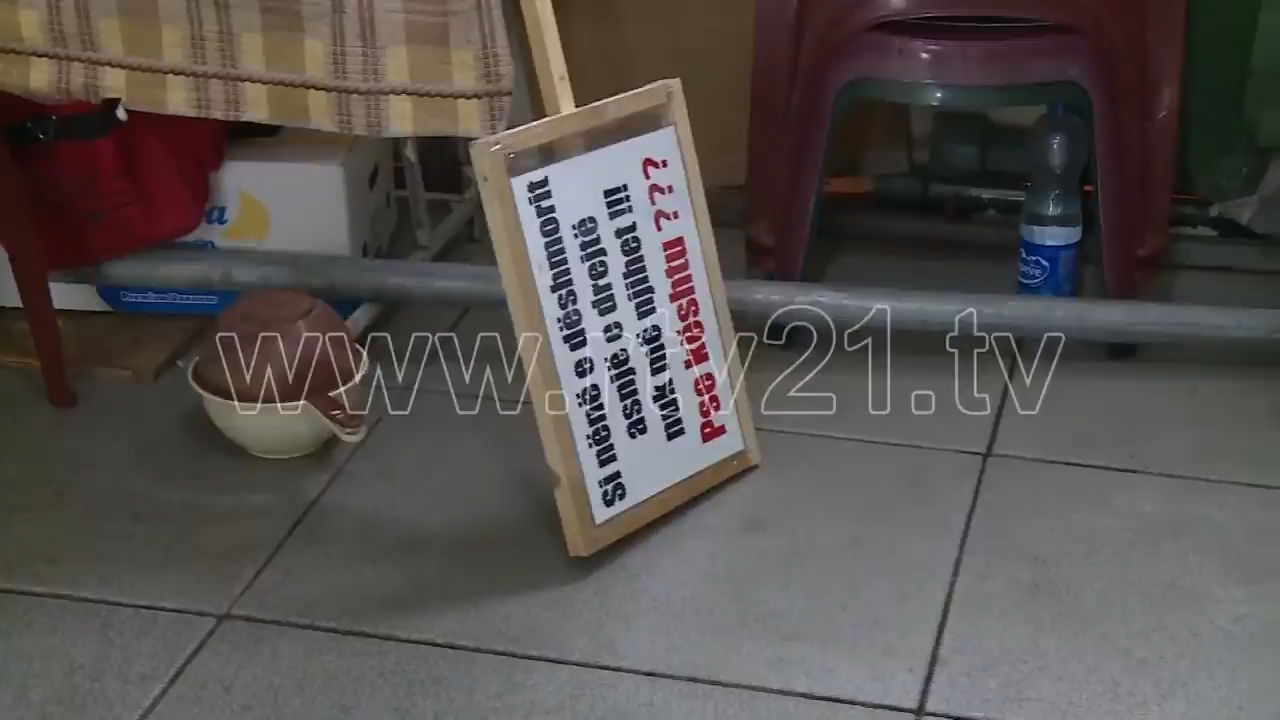 Si nënë e dëshmorit
asnjë e drejtë
nuk më njihet !!!
Pse kështu ???
www.rtv21.tv